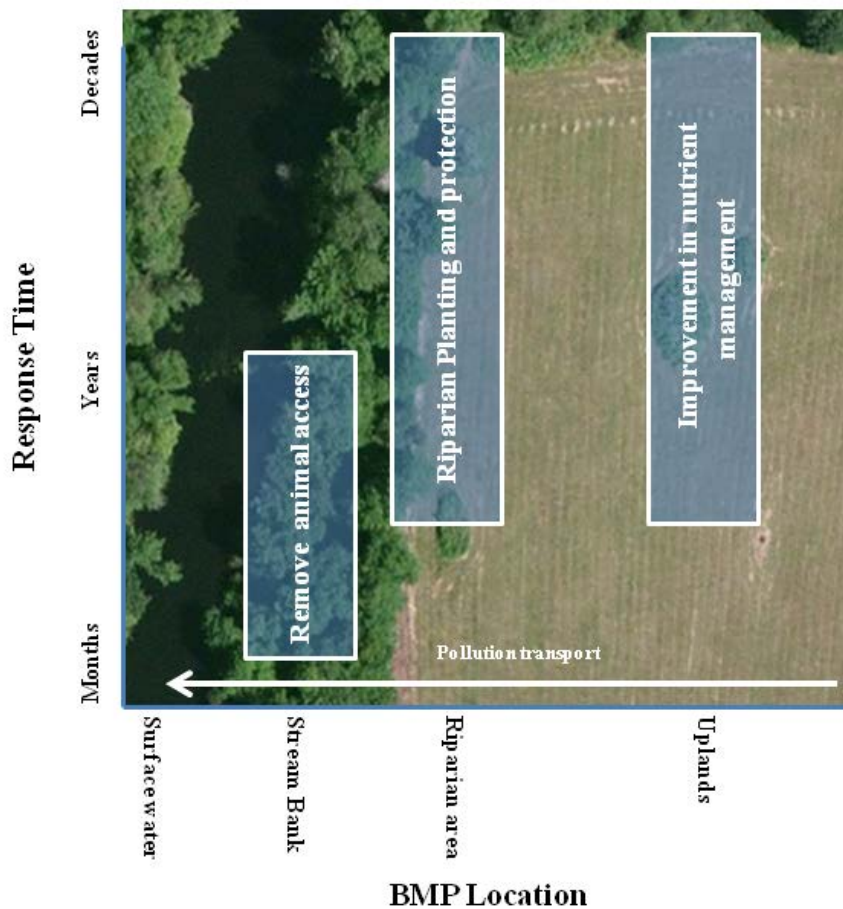 Response Time
Decades
Years
Months
Remove animal access
Riparian Planting and protection
Improvement in nutrient
management
Pollution transport
Surface water
Stream Bank
Riparian area
Uplands
BMP Location